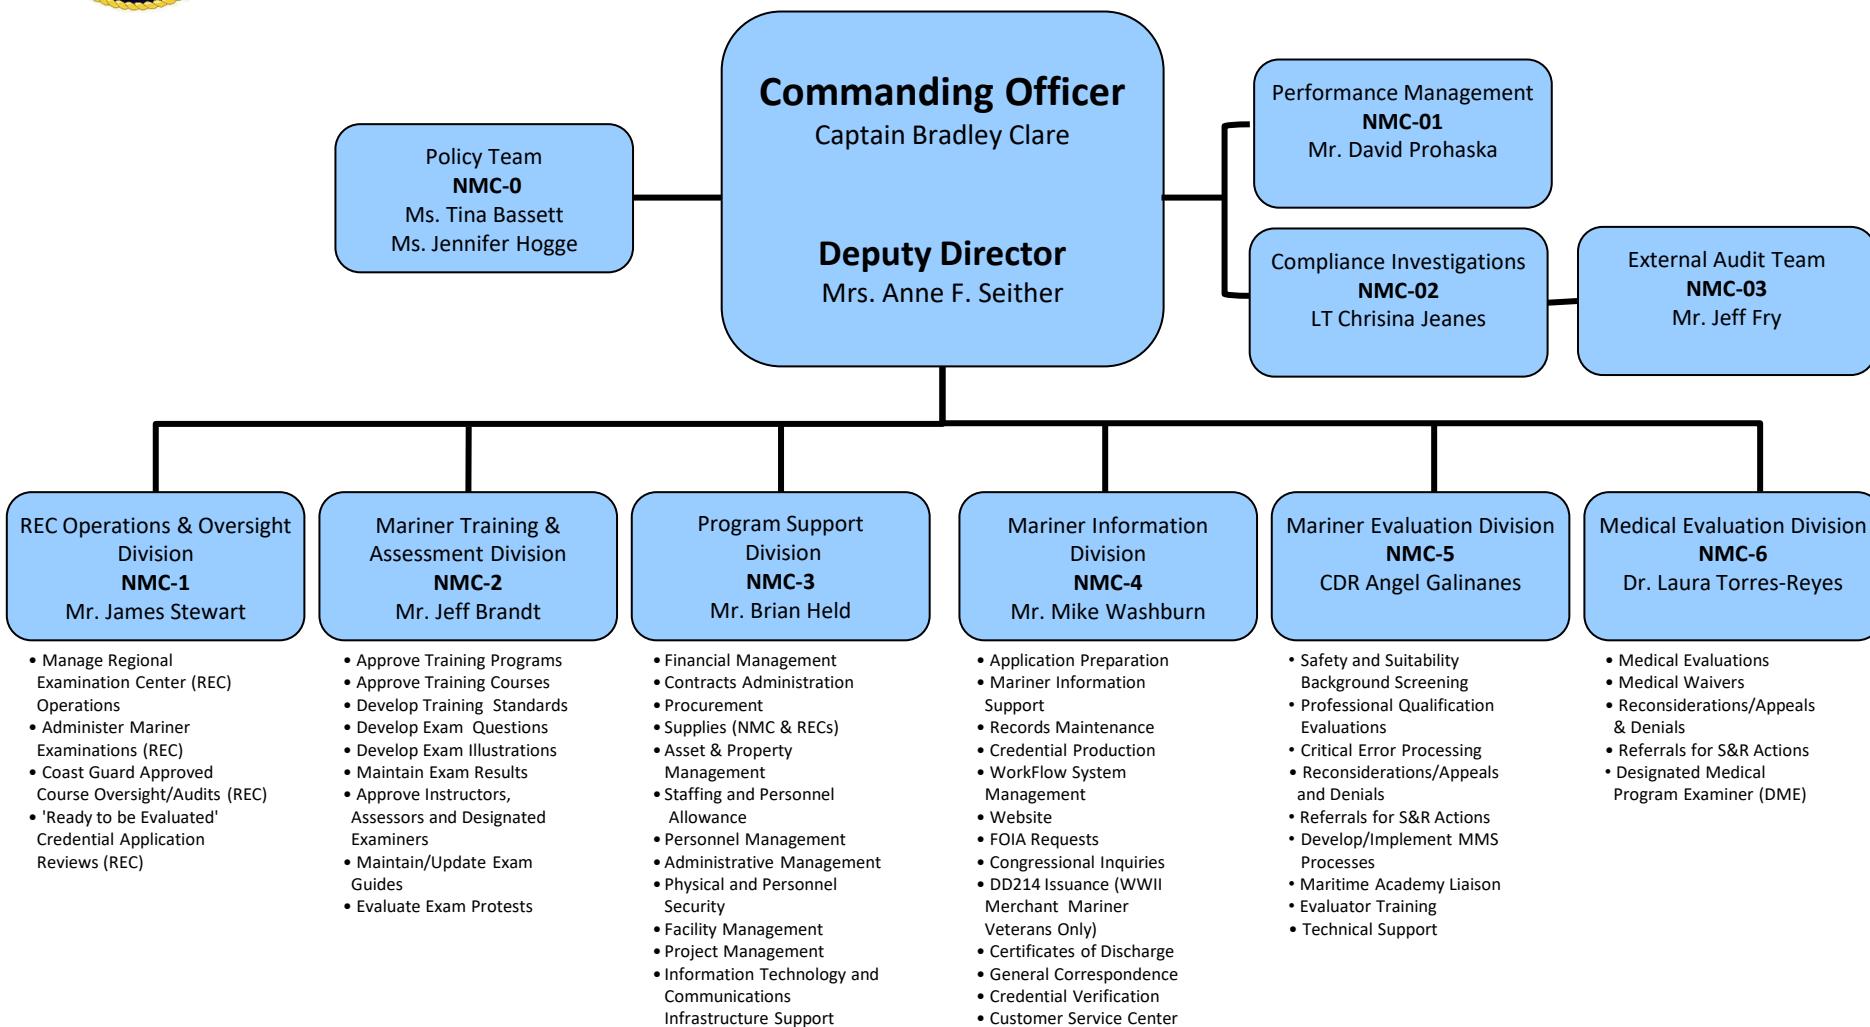 Commanding Officer
Captain Bradley Clare
Deputy Director
Mrs. Anne F. Seither
Policy Team
NMC-0
Ms. Tina Bassett
Ms. Jennifer Hogge
Performance Management
NMC-01
Mr. David Prohaska
Compliance Investigations
NMC-02
LT Chrisina Jeanes
External Audit Team
NMC-03
Mr. Jeff Fry
REC Operations & Oversight
Division
NMC-1
Mr. James Stewart
• Manage Regional
Examination Center (REC)
Operations
• Administer Mariner
Examinations (REC)
• Coast Guard Approved
Course Oversight/Audits (REC)
• 'Ready to be Evaluated'
Credential Application
Reviews (REC)
Mariner Training &
Assessment Division
NMC-2
Mr. Jeff Brandt
• Approve Training Programs
• Approve Training Courses
• Develop Training Standards
• Develop Exam Questions
• Develop Exam Illustrations
• Maintain Exam Results
• Approve Instructors,
Assessors and Designated
Examiners
• Maintain/Update Exam
Guides
• Evaluate Exam Protests
Program Support
Division
NMC-3
Mr. Brian Held
• Financial Management
• Contracts Administration
• Procurement
• Supplies (NMC & RECs)
• Asset & Property
Management
• Staffing and Personnel
Allowance
• Personnel Management
• Administrative Management
• Physical and Personnel
Security
• Facility Management
• Project Management
• Information Technology and
Communications
Infrastructure Support
Mariner Information
Division
NMC-4
Mr. Mike Washburn
• Application Preparation
• Mariner Information
Support
• Records Maintenance
• Credential Production
• WorkFlow System
Management
• Website
• FOIA Requests
• Congressional Inquiries
• DD214 Issuance (WWII
Merchant Mariner
Veterans Only)
• Certificates of Discharge
• General Correspondence
• Credential Verification
• Customer Service Center
Mariner Evaluation Division
NMC-5
CDR Angel Galinanes
• Safety and Suitability
Background Screening
• Professional Qualification
Evaluations
• Critical Error Processing
• Reconsiderations/Appeals
and Denials
• Referrals for S&R Actions
• Develop/Implement MMS
Processes
• Maritime Academy Liaison
• Evaluator Training
• Technical Support
Medical Evaluation Division
NMC-6
Dr. Laura Torres-Reyes
• Medical Evaluations
• Medical Waivers
• Reconsiderations/Appeals
& Denials
• Referrals for S&R Actions
• Designated Medical
Program Examiner (DME)